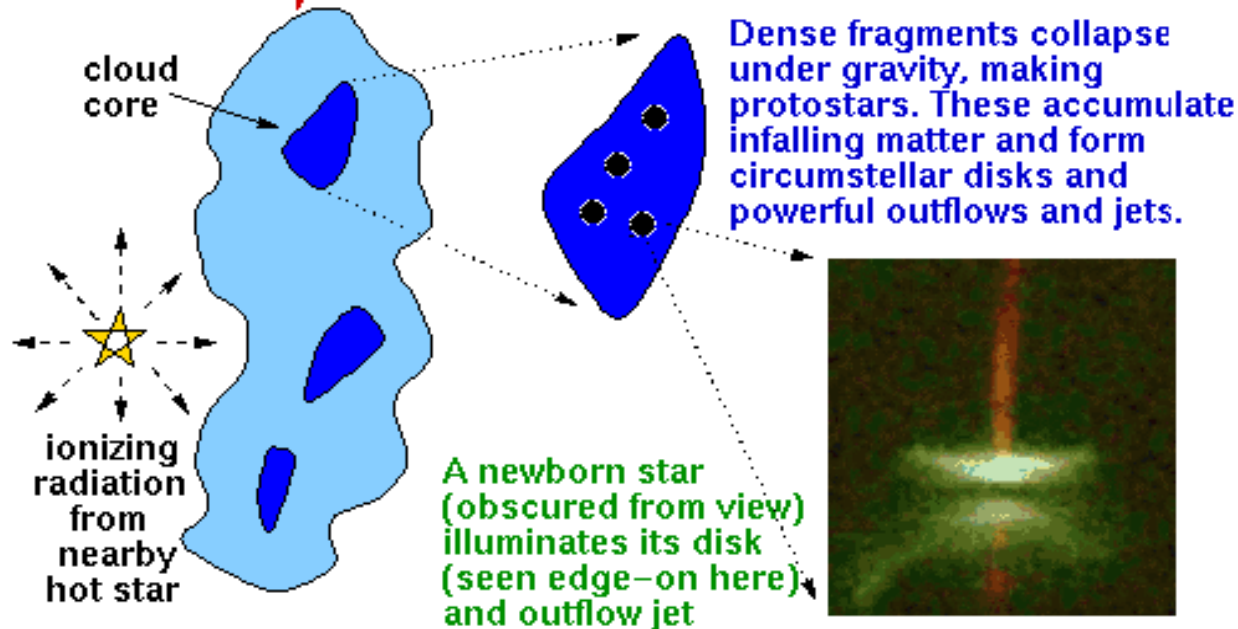 cloud
core
Dense fragments collapse
under gravity, making
protostars. These accumulate
infalling matter and form
circumstellar disks and
powerful outflows and jets.
ionizing
radiation
from
nearby
hot star
A newborn star
(obscured from view)
illuminates its disk
(seen edge-on here)
and outflow jet